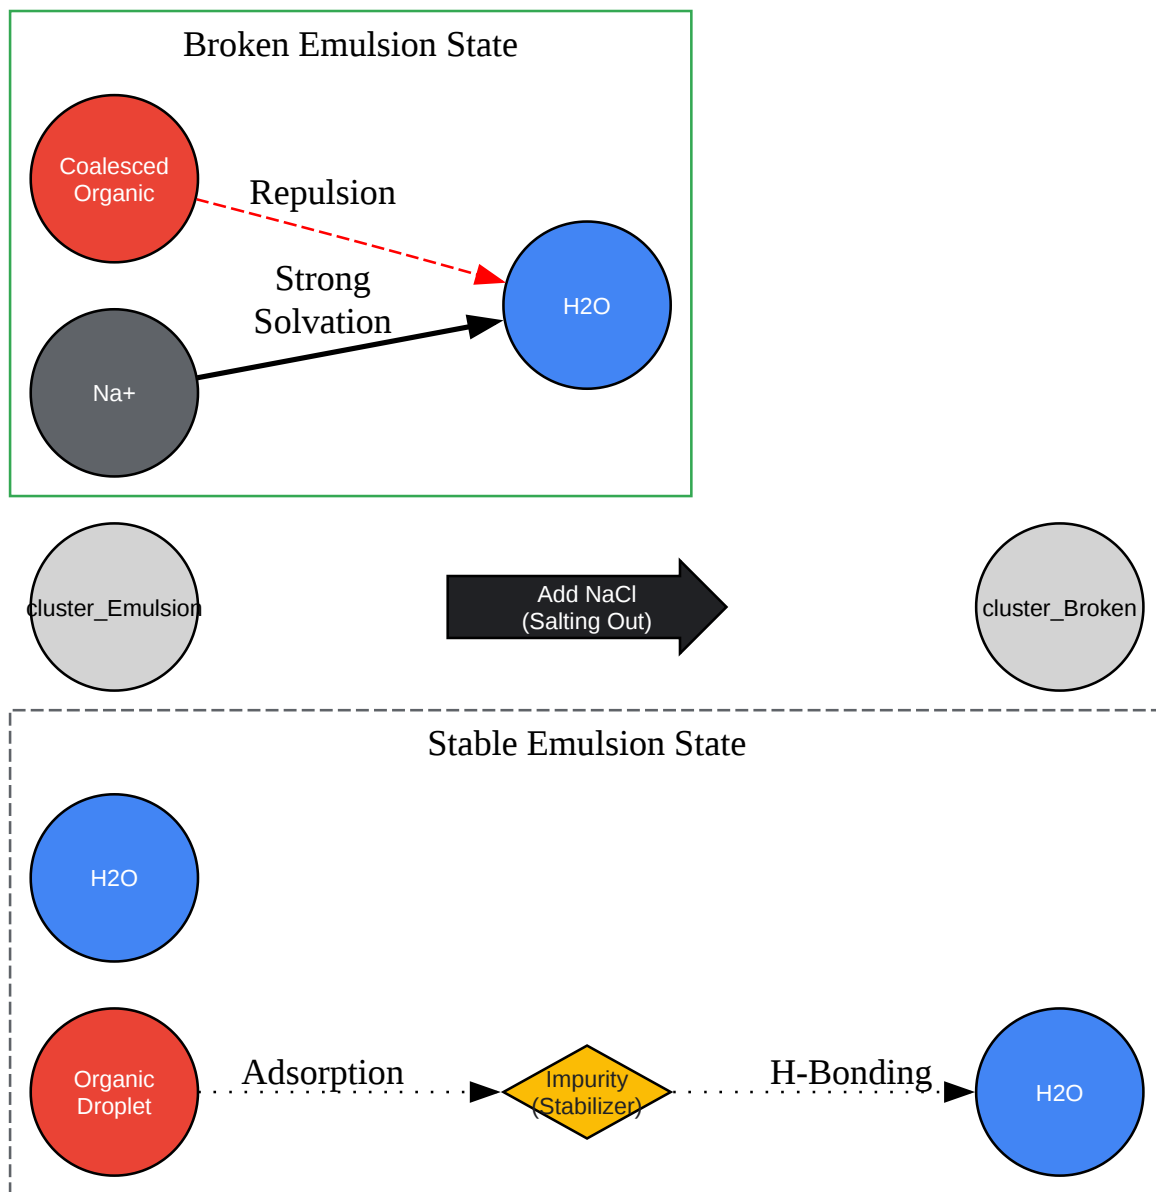 Broken Emulsion State
Coalesced
Organic
Repulsion
Strong
Solvation
H2O
Na+
cluster_Emulsion
Add NaCl
(Salting Out)
cluster_Broken
Stable Emulsion State
H2O
Organic
Droplet
Adsorption
Impurity
(Stabilizer)
H-Bonding
H2O